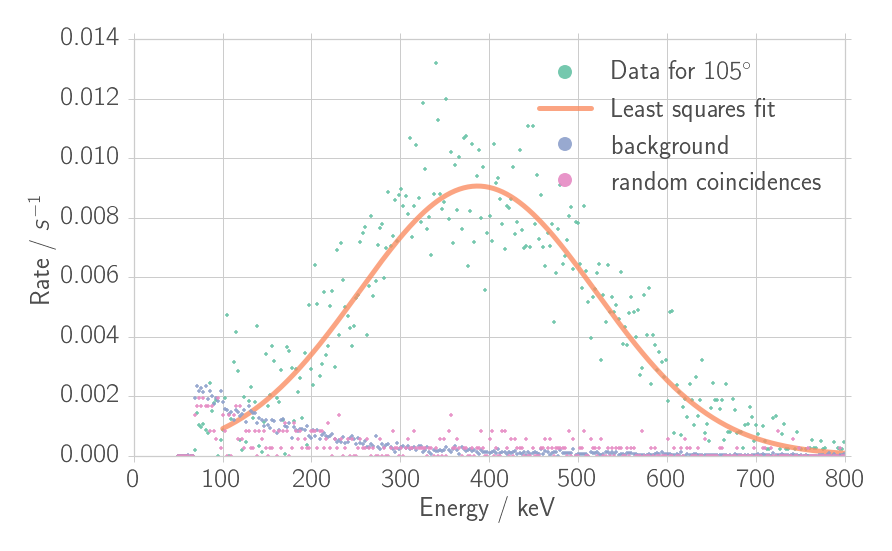 0.014
0.012
0.010
0.008
0.006
0.004
0.002
0.000
Rate / s⁻¹
Data for 105°
Least squares fit
background
random coincidences
0 100 200 300 400 500 600 700 800
Energy / keV